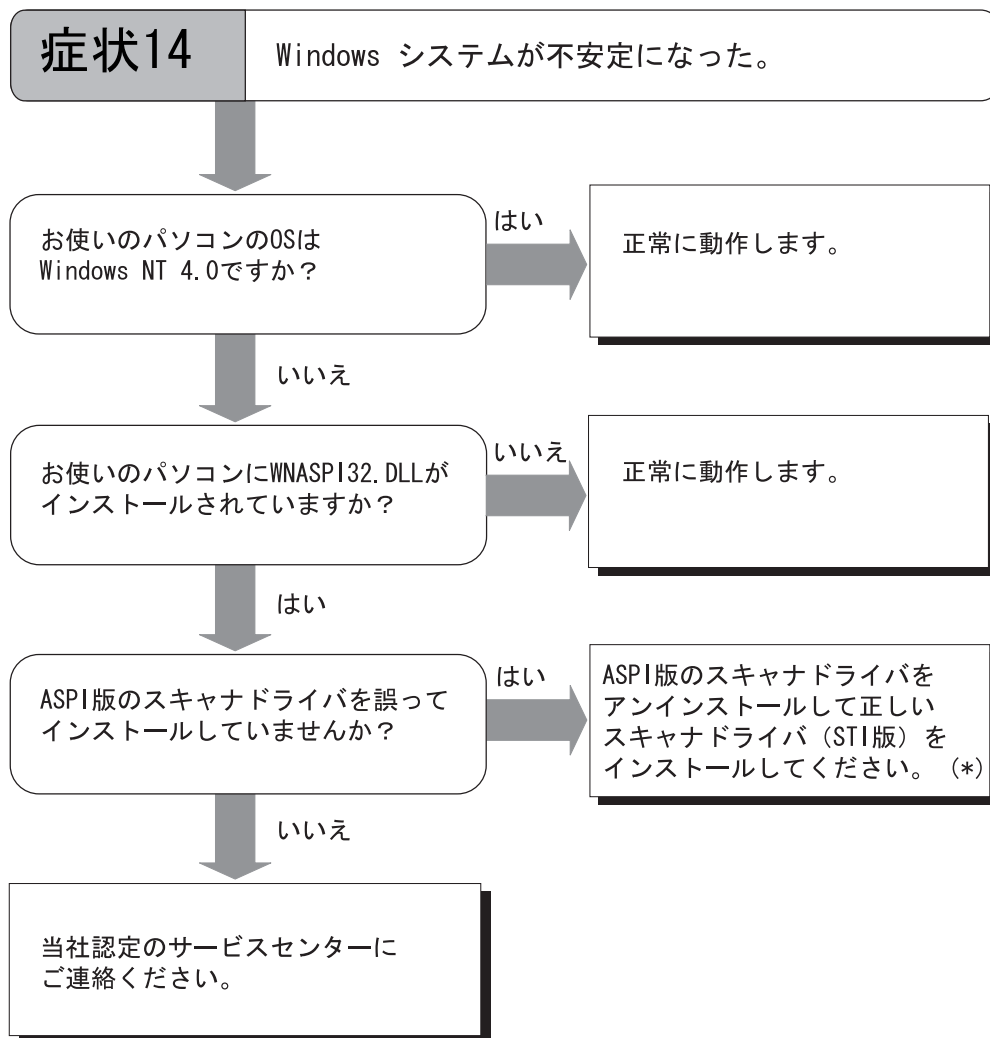 症状14
Windows システムが不安定になった。
お使いのパソコンのOSは
Windows NT 4.0ですか？
はい
正常に動作します。
いいえ
お使いのパソコンにWNASPI32.DLLが
インストールされていますか？
いいえ
正常に動作します。
はい
ASPI版のスキャナドライバを誤って
インストールしていませんか？
はい
ASPI版のスキャナドライバを
アンインストールして正しい
スキャナドライバ（STI版）を
インストールしてください。 (*)
いいえ
当社認定のサービスセンターに
ご連絡ください。